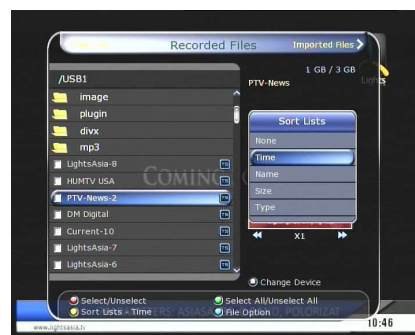 Recorded Files
Imported Files
/USB1
1 GB / 3 GB
PTV-News
Lights
image
plugin
divx
mp3
LightsAsia-8
HUMTV USA
PTV-News-2
DM Digital
Current-10
LightsAsia-7
LightsAsia-6
Sort Lists
None
Time
Name
Size
Type
X1
COMING
Change Device
Select/Unselect
Select All/Unselect All
Sort Lists - Time
File Option
www.lightsasia.tv
10:46